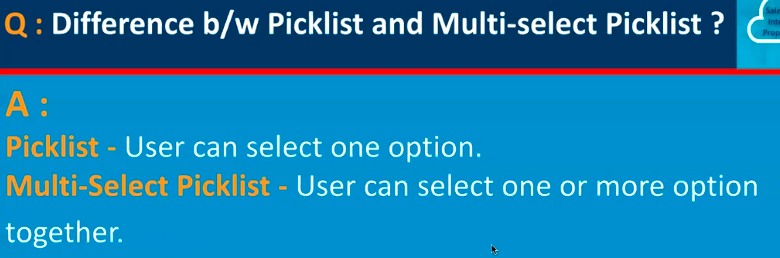 Q : Difference b/w Picklist and Multi-select Picklist ?
A :
Picklist - User can select one option.
Multi-Select Picklist - User can select one or more option
together.